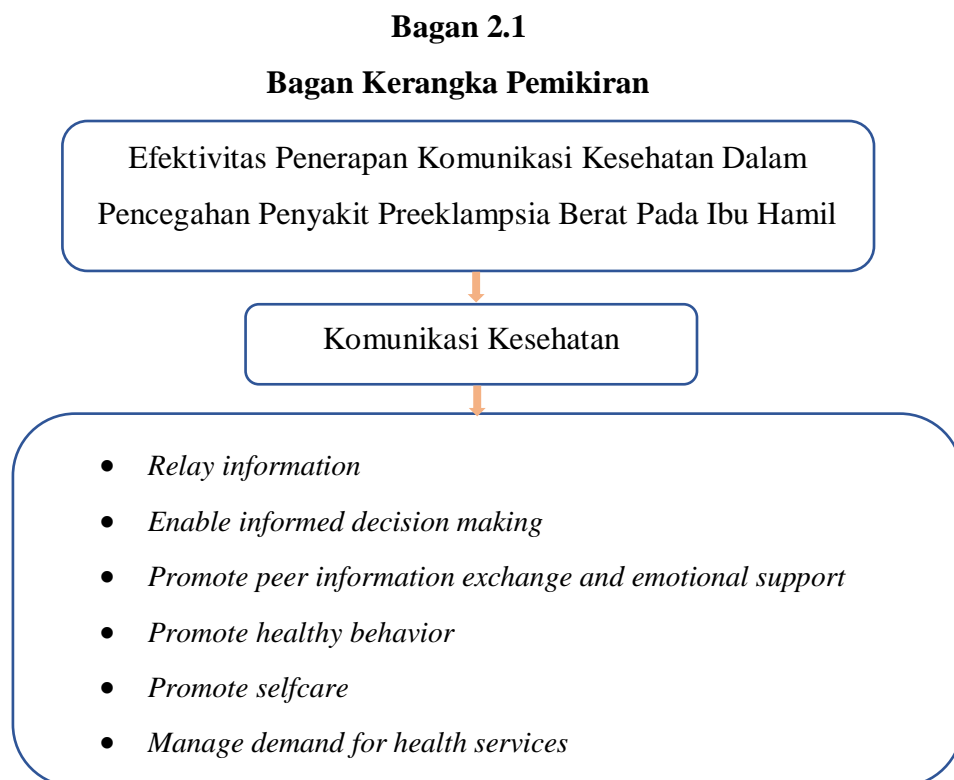 Bagan 2.1
Bagan Kerangka Pemikiran
Efektivitas Penerapan Komunikasi Kesehatan Dalam
Pencegahan Penyakit Preeklampsia Berat Pada Ibu Hamil
Komunikasi Kesehatan
• Relay information
• Enable informed decision making
• Promote peer information exchange and emotional support
• Promote healthy behavior
• Promote selfcare
• Manage demand for health services